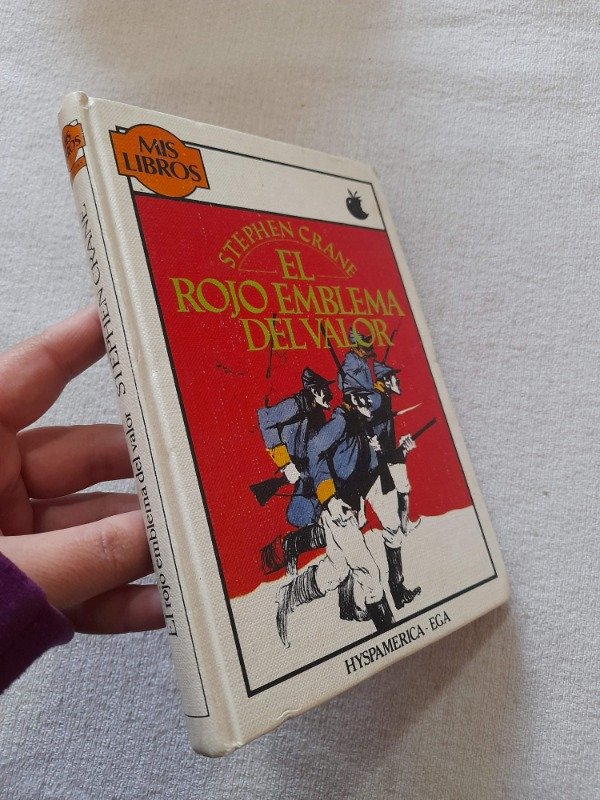 MIS
LIBROS
STEPHEN CRANE
EL
ROJO EMBLEMA
DEL VALOR
HYSPAMERICA - EGA
STEPHEN CRANE
El rojo emblema del valor